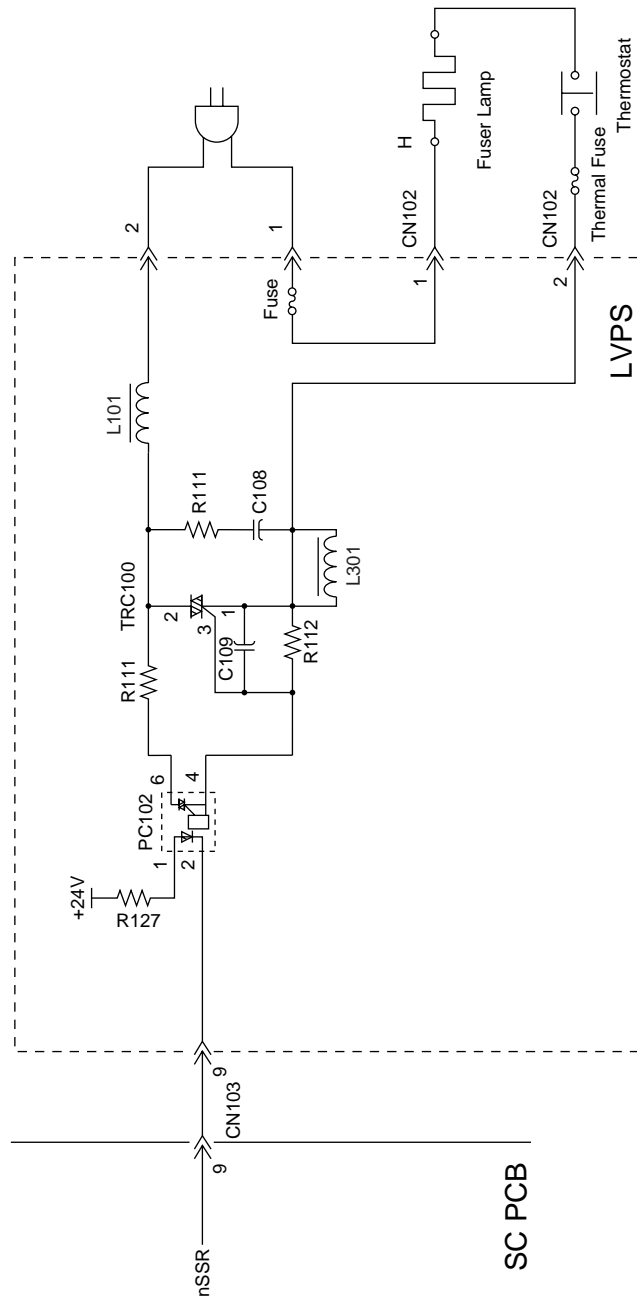 +24V
R127
PC102
1
2
6
4
R111
TRC100
2
3
1
L101
2
R111
C108
C109
R112
L301
nSSR
9
CN103
9
1
Fuse
CN102
1
H
Fuser Lamp
CN102
2
Thermal Fuse
Thermostat
SC PCB
LVPS